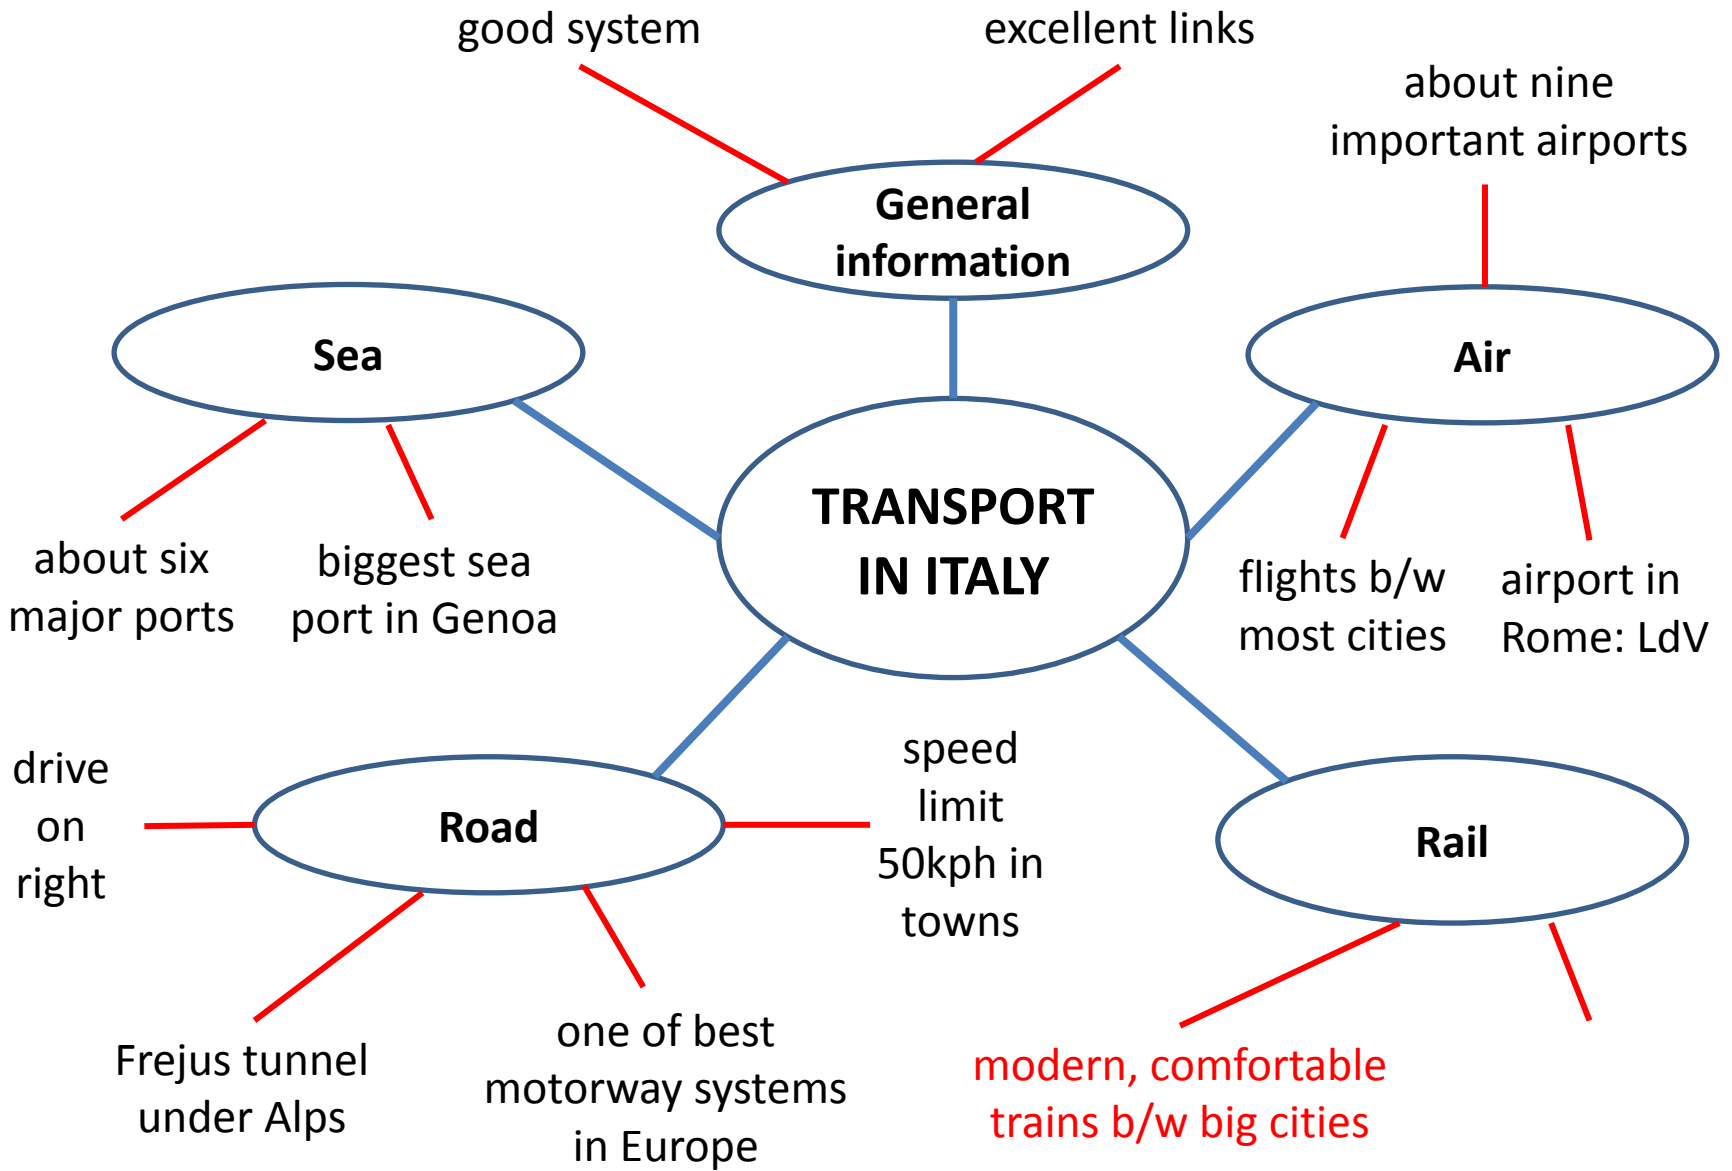 good system
excellent links
about nine
important airports
General
information
Sea
Air
TRANSPORT
IN ITALY
about six
major ports
biggest sea
port in Genoa
flights b/w
most cities
airport in
Rome: LdV
drive
on
right
Road
speed
limit
50kph in
towns
Rail
Frejus tunnel
under Alps
one of best
motorway systems
in Europe
modern, comfortable
trains b/w big cities